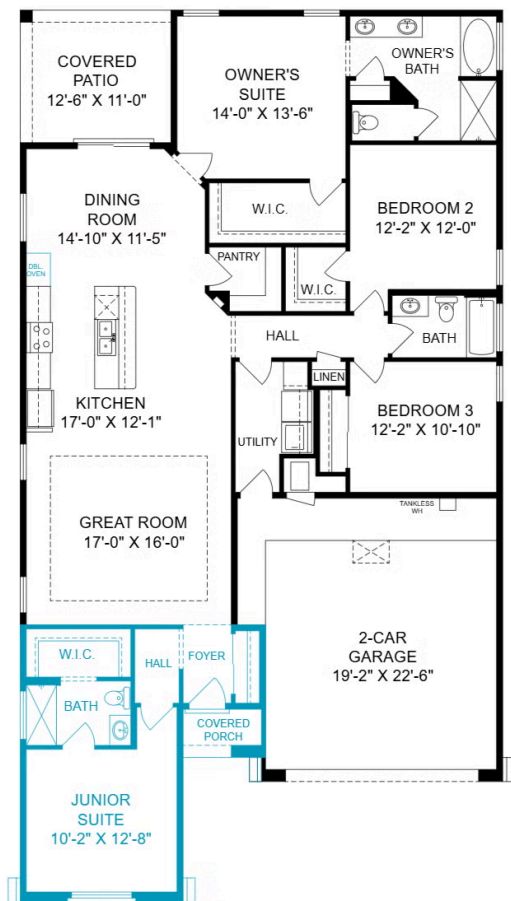 COVERED
PATIO
12'-6" X 11'-0"
OWNER'S
SUITE
14'-0" X 13'-6"
OWNER'S
BATH
DINING
ROOM
14'-10" X 11'-5"
W.I.C.
BEDROOM 2
12'-2" X 12'-0"
PANTRY
W.I.C.
DBL.
OVEN
HALL
BATH
LINEN
KITCHEN
17'-0" X 12'-1"
BEDROOM 3
12'-2" X 10'-10"
UTILITY
TANKLESS
WH
GREAT ROOM
17'-0" X 16'-0"
2-CAR
GARAGE
19'-2" X 22'-6"
W.I.C.
HALL
FOYER
BATH
COVERED
PORCH
JUNIOR
SUITE
10'-2" X 12'-8"